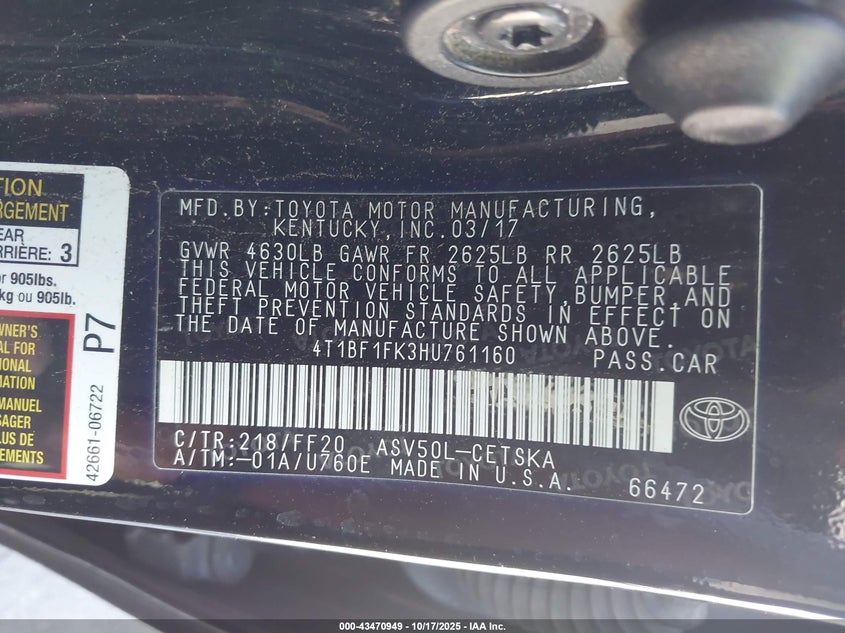 TION
RGEMENT
EAR
RRIÈRE: 3
or 905lbs.
kg ou 905lb.
WNER'S
AL FOR
TIONAL
MATION
MANUEL
SAGER
LUS DE
EMENTS
P7
42661-06722
MFD.BY:TOYOTA MOTOR MANUFACTURING,
KENTUCKY,INC.03/17
GVWR 4630LB GAWR FR 2625LB RR 2625LB
THIS VEHICLE CONFORMS TO ALL APPLICABLE
FEDERAL MOTOR VEHICLE SAFETY,BUMPER,AND
THEFT PREVENTION STANDARDS IN EFFECT ON
THE DATE OF MANUFACTURE SHOWN ABOVE.
4T1BF1FK3HU761160 PASS.CAR
C/TR:218/FF20 ASV50L-CETSKA
A/TM:-01A/U760E MADE IN U.S.A.
66472
000-43470949 - 10/17/2025 - IAA Inc.